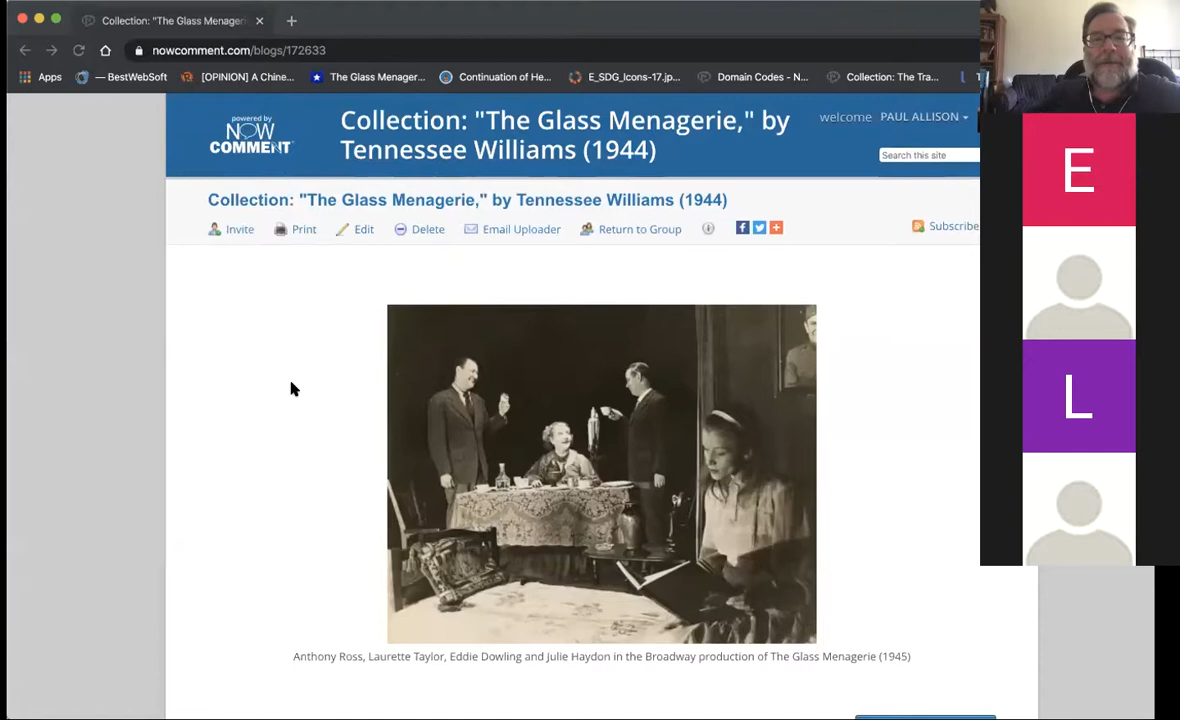 Collection: "The Glass Menageri
nowcomment.com/blogs/172633
Apps
— BestWebSoft
[OPINION] A Chine...
The Glass Menager...
Continuation of He...
E_SDG_Icons-17.jp...
Domain Codes - N...
Collection: The Tra...
powered by
NOW
COMMENT
Collection: "The Glass Menagerie," by
Tennessee Williams (1944)
welcome PAUL ALLISON
Search this site
Collection: "The Glass Menagerie," by Tennessee Williams (1944)
Invite Print Edit Delete Email Uploader Return to Group Subscribe
Anthony Ross, Laurette Taylor, Eddie Dowling and Julie Haydon in the Broadway production of The Glass Menagerie (1945)
E
L